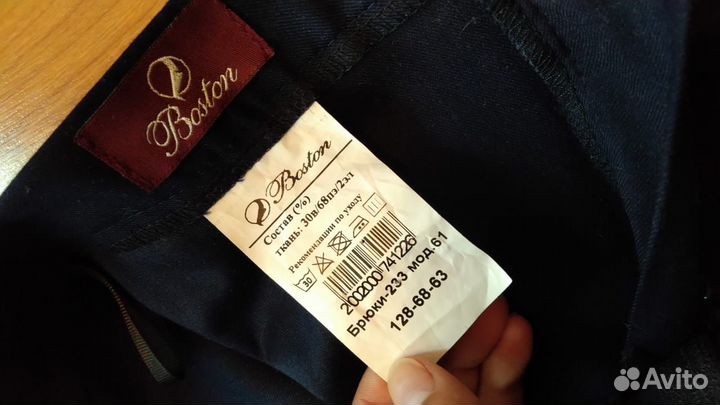 Boston
Boston
Состав (%)
ткань: 30в/68пэ/2эл
Рекомендации по уходу
30
2002000741226
Брюки-233 мод.61
128-68-63
Avito